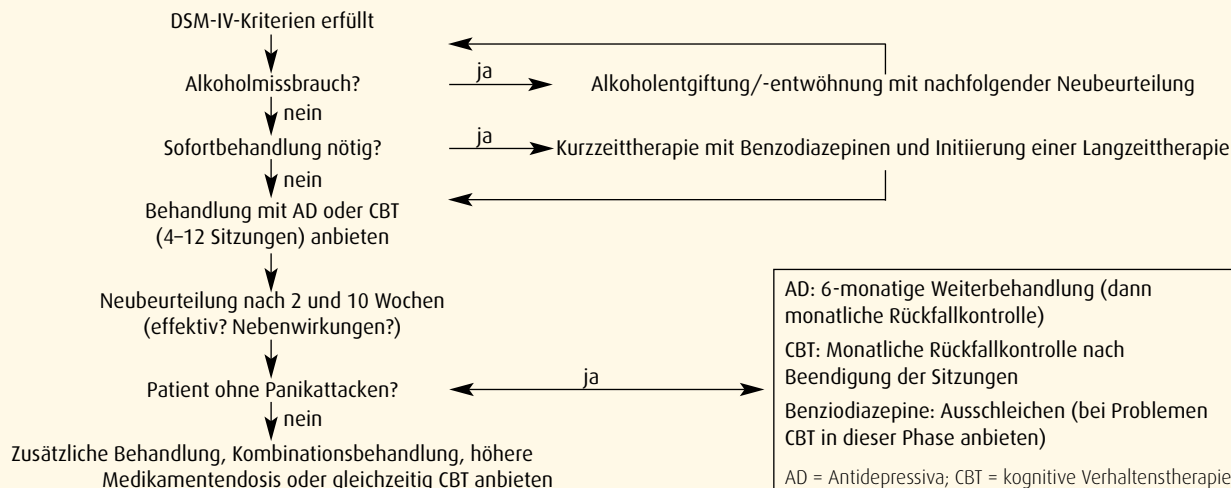 DSM-IV-Kriterien erfüllt
Alkoholmissbrauch?
ja
Alkoholentgiftung/-entwöhnung mit nachfolgender Neubeurteilung
nein
Sofortbehandlung nötig?
ja
Kurzzeittherapie mit Benzodiazepinen und Initiierung einer Langzeittherapie
nein
Behandlung mit AD oder CBT
(4–12 Sitzungen) anbieten
Neubeurteilung nach 2 und 10 Wochen
(effektiv? Nebenwirkungen?)
Patient ohne Panikattacken?
ja
AD: 6-monatige Weiterbehandlung (dann
monatliche Rückfallkontrolle)
CBT: Monatliche Rückfallkontrolle nach
Beendigung der Sitzungen
Benziodiazepine: Ausschleichen (bei Problemen
CBT in dieser Phase anbieten)
AD = Antidepressiva; CBT = kognitive Verhaltenstherapie
nein
Zusätzliche Behandlung, Kombinationsbehandlung, höhere
Medikamentendosis oder gleichzeitig CBT anbieten